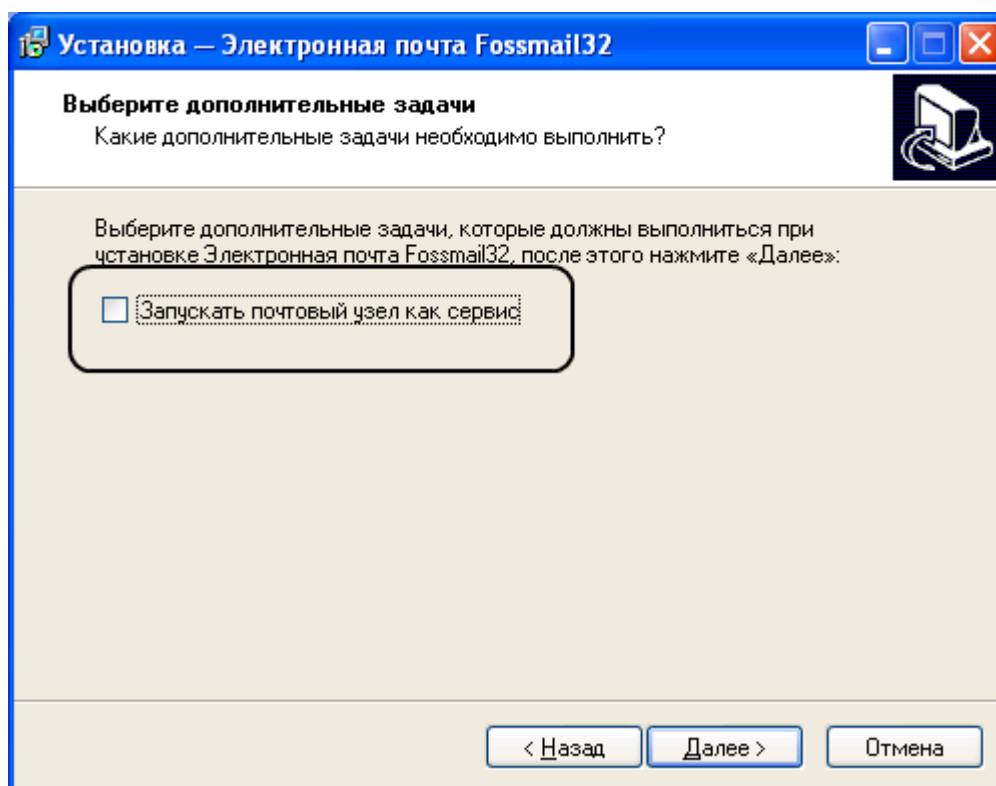 Установка — Электронная почта Fossmail32
Выберите дополнительные задачи
Какие дополнительные задачи необходимо выполнить?
Выберите дополнительные задачи, которые должны выполниться при
установке Электронная почта Fossmail32, после этого нажмите «Далее»:
Запускать почтовый узел как сервис
< Назад Далее > Отмена